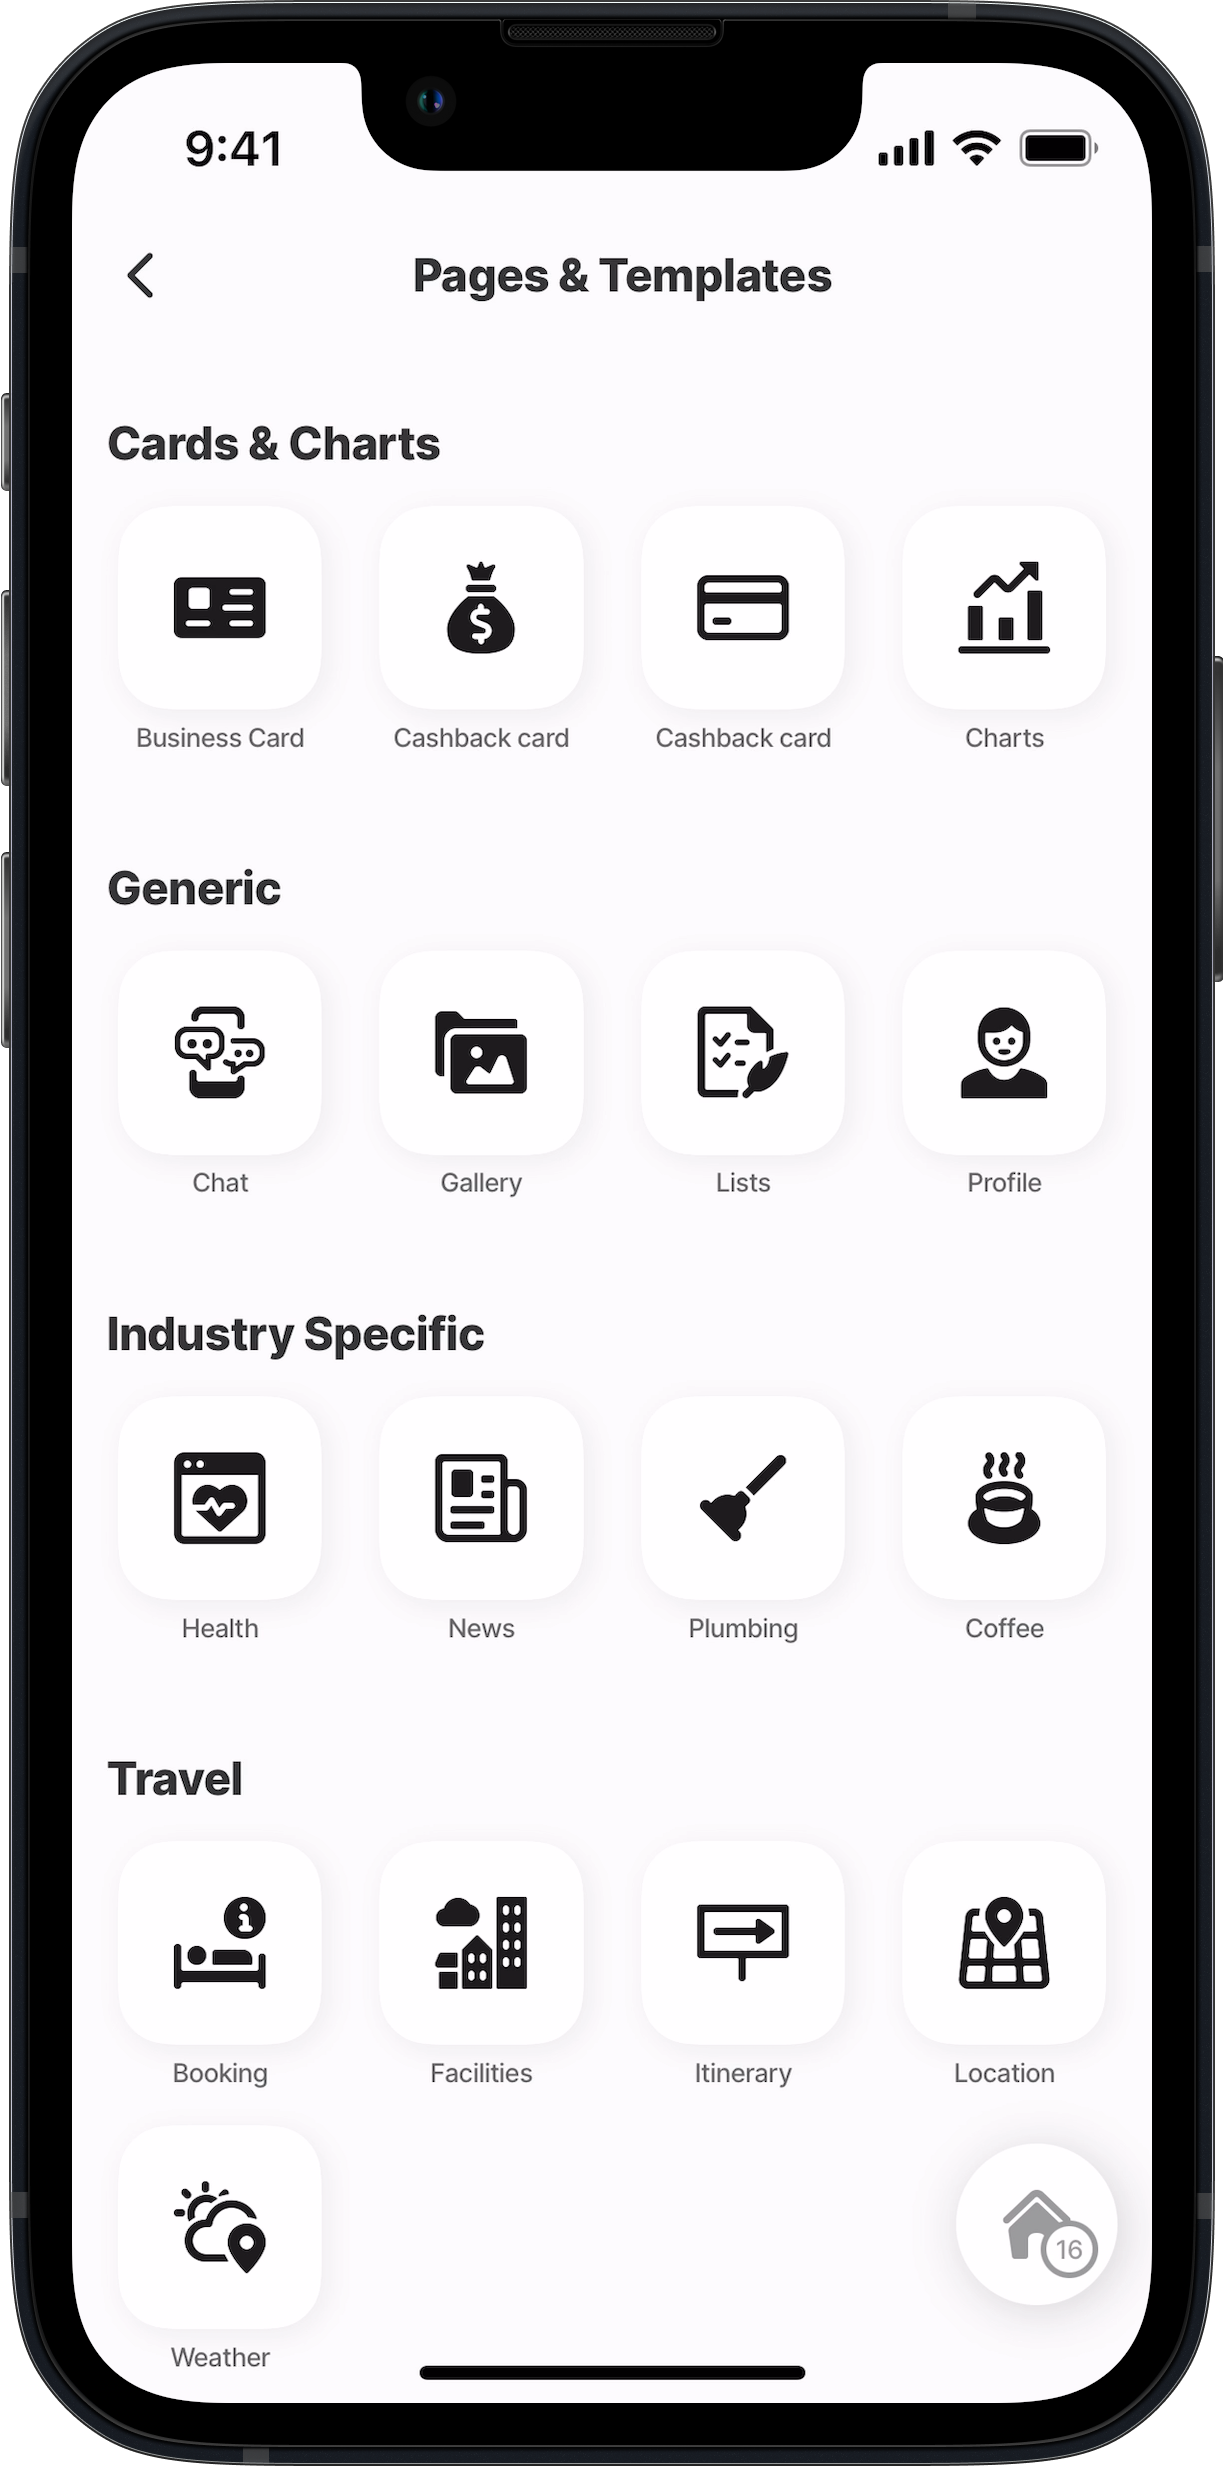 9:41
Pages & Templates
Cards & Charts
$
Business Card
Cashback card
Cashback card
Charts
Generic
Chat
Gallery
Lists
Profile
Industry Specific
Health
News
Plumbing
Coffee
Travel
i
Booking
Facilities
Itinerary
Location
16
Weather